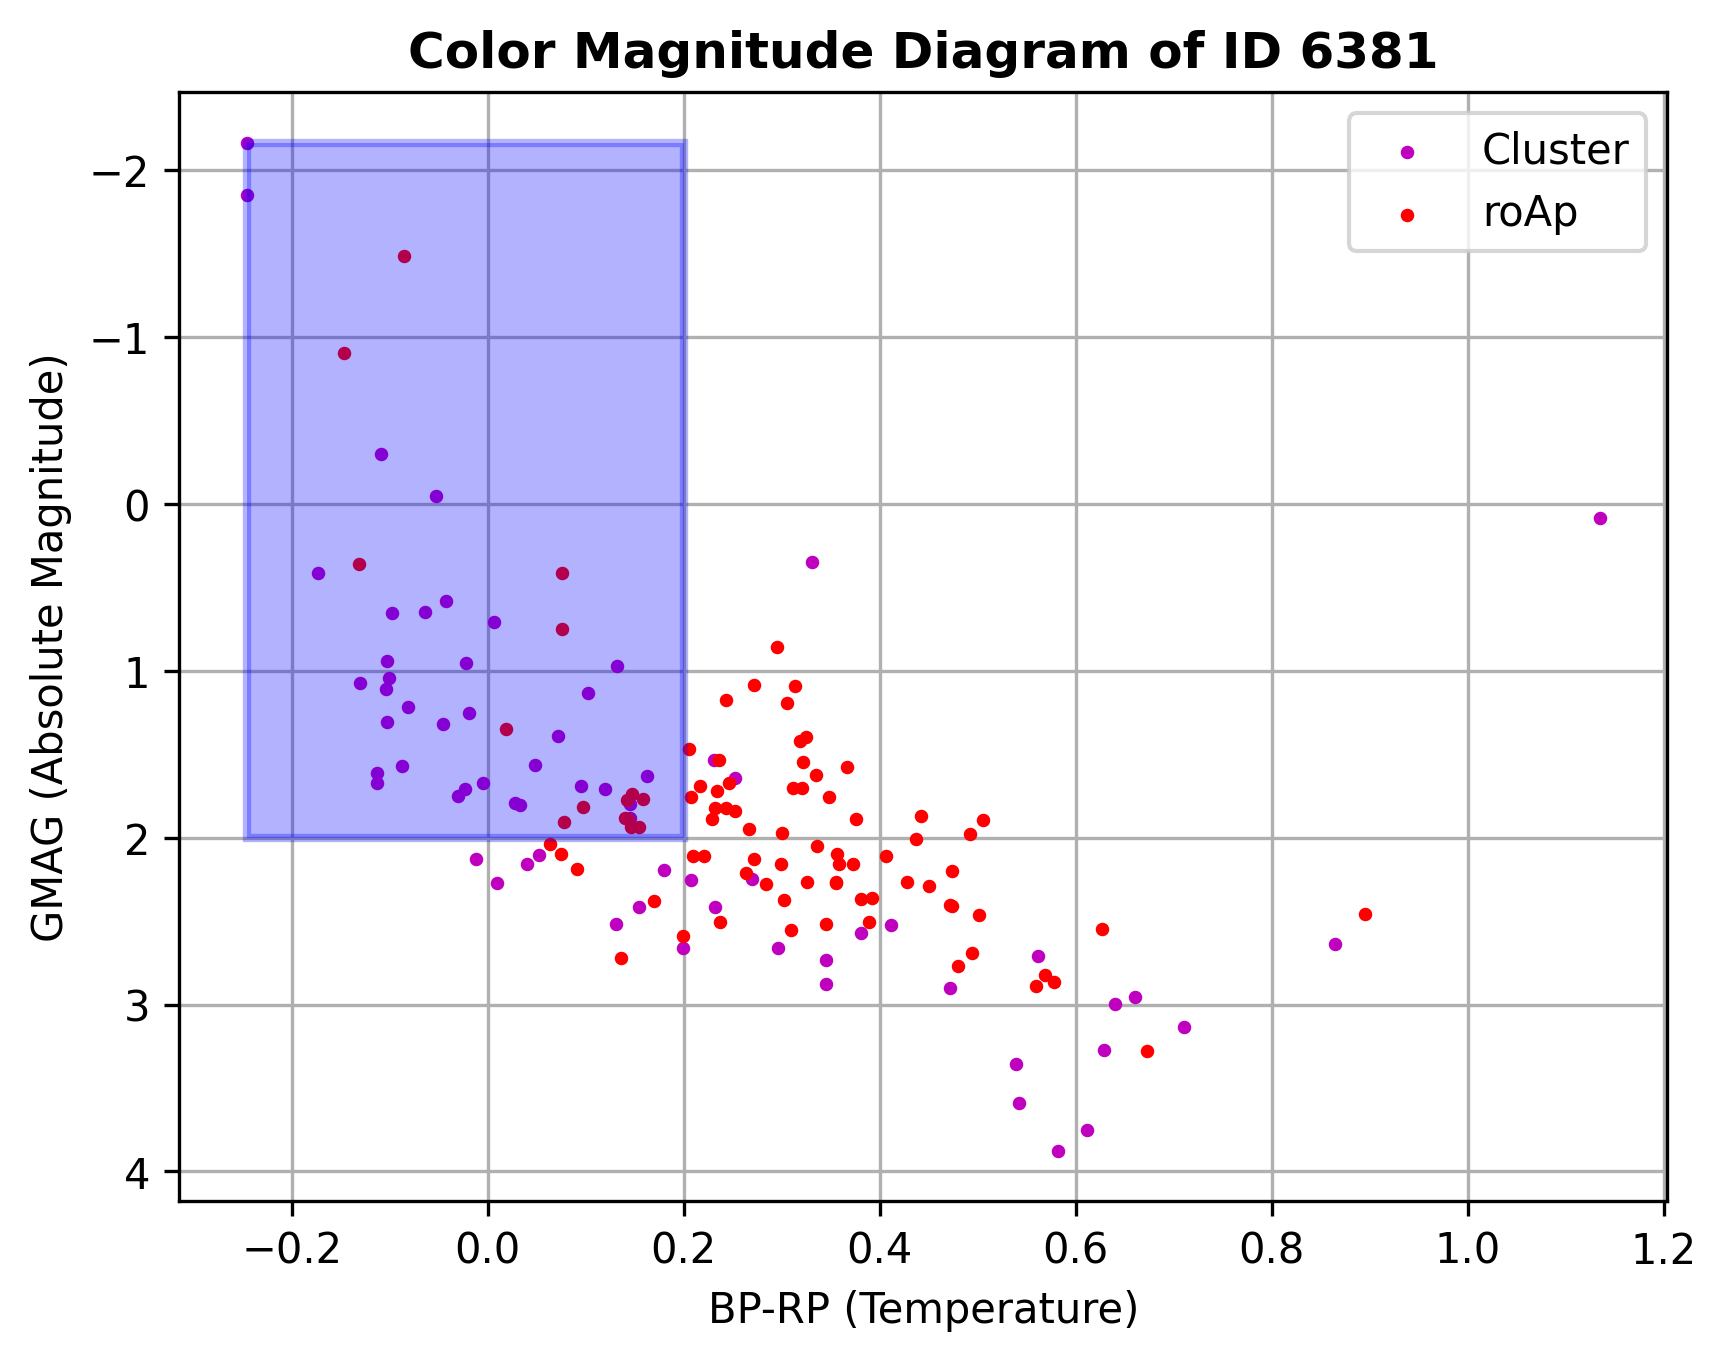 Color Magnitude Diagram of ID 6381
Cluster
roAp
GMAG (Absolute Magnitude)
−2
−1
0
1
2
3
4
−0.2 0.0 0.2 0.4 0.6 0.8 1.0 1.2
BP-RP (Temperature)